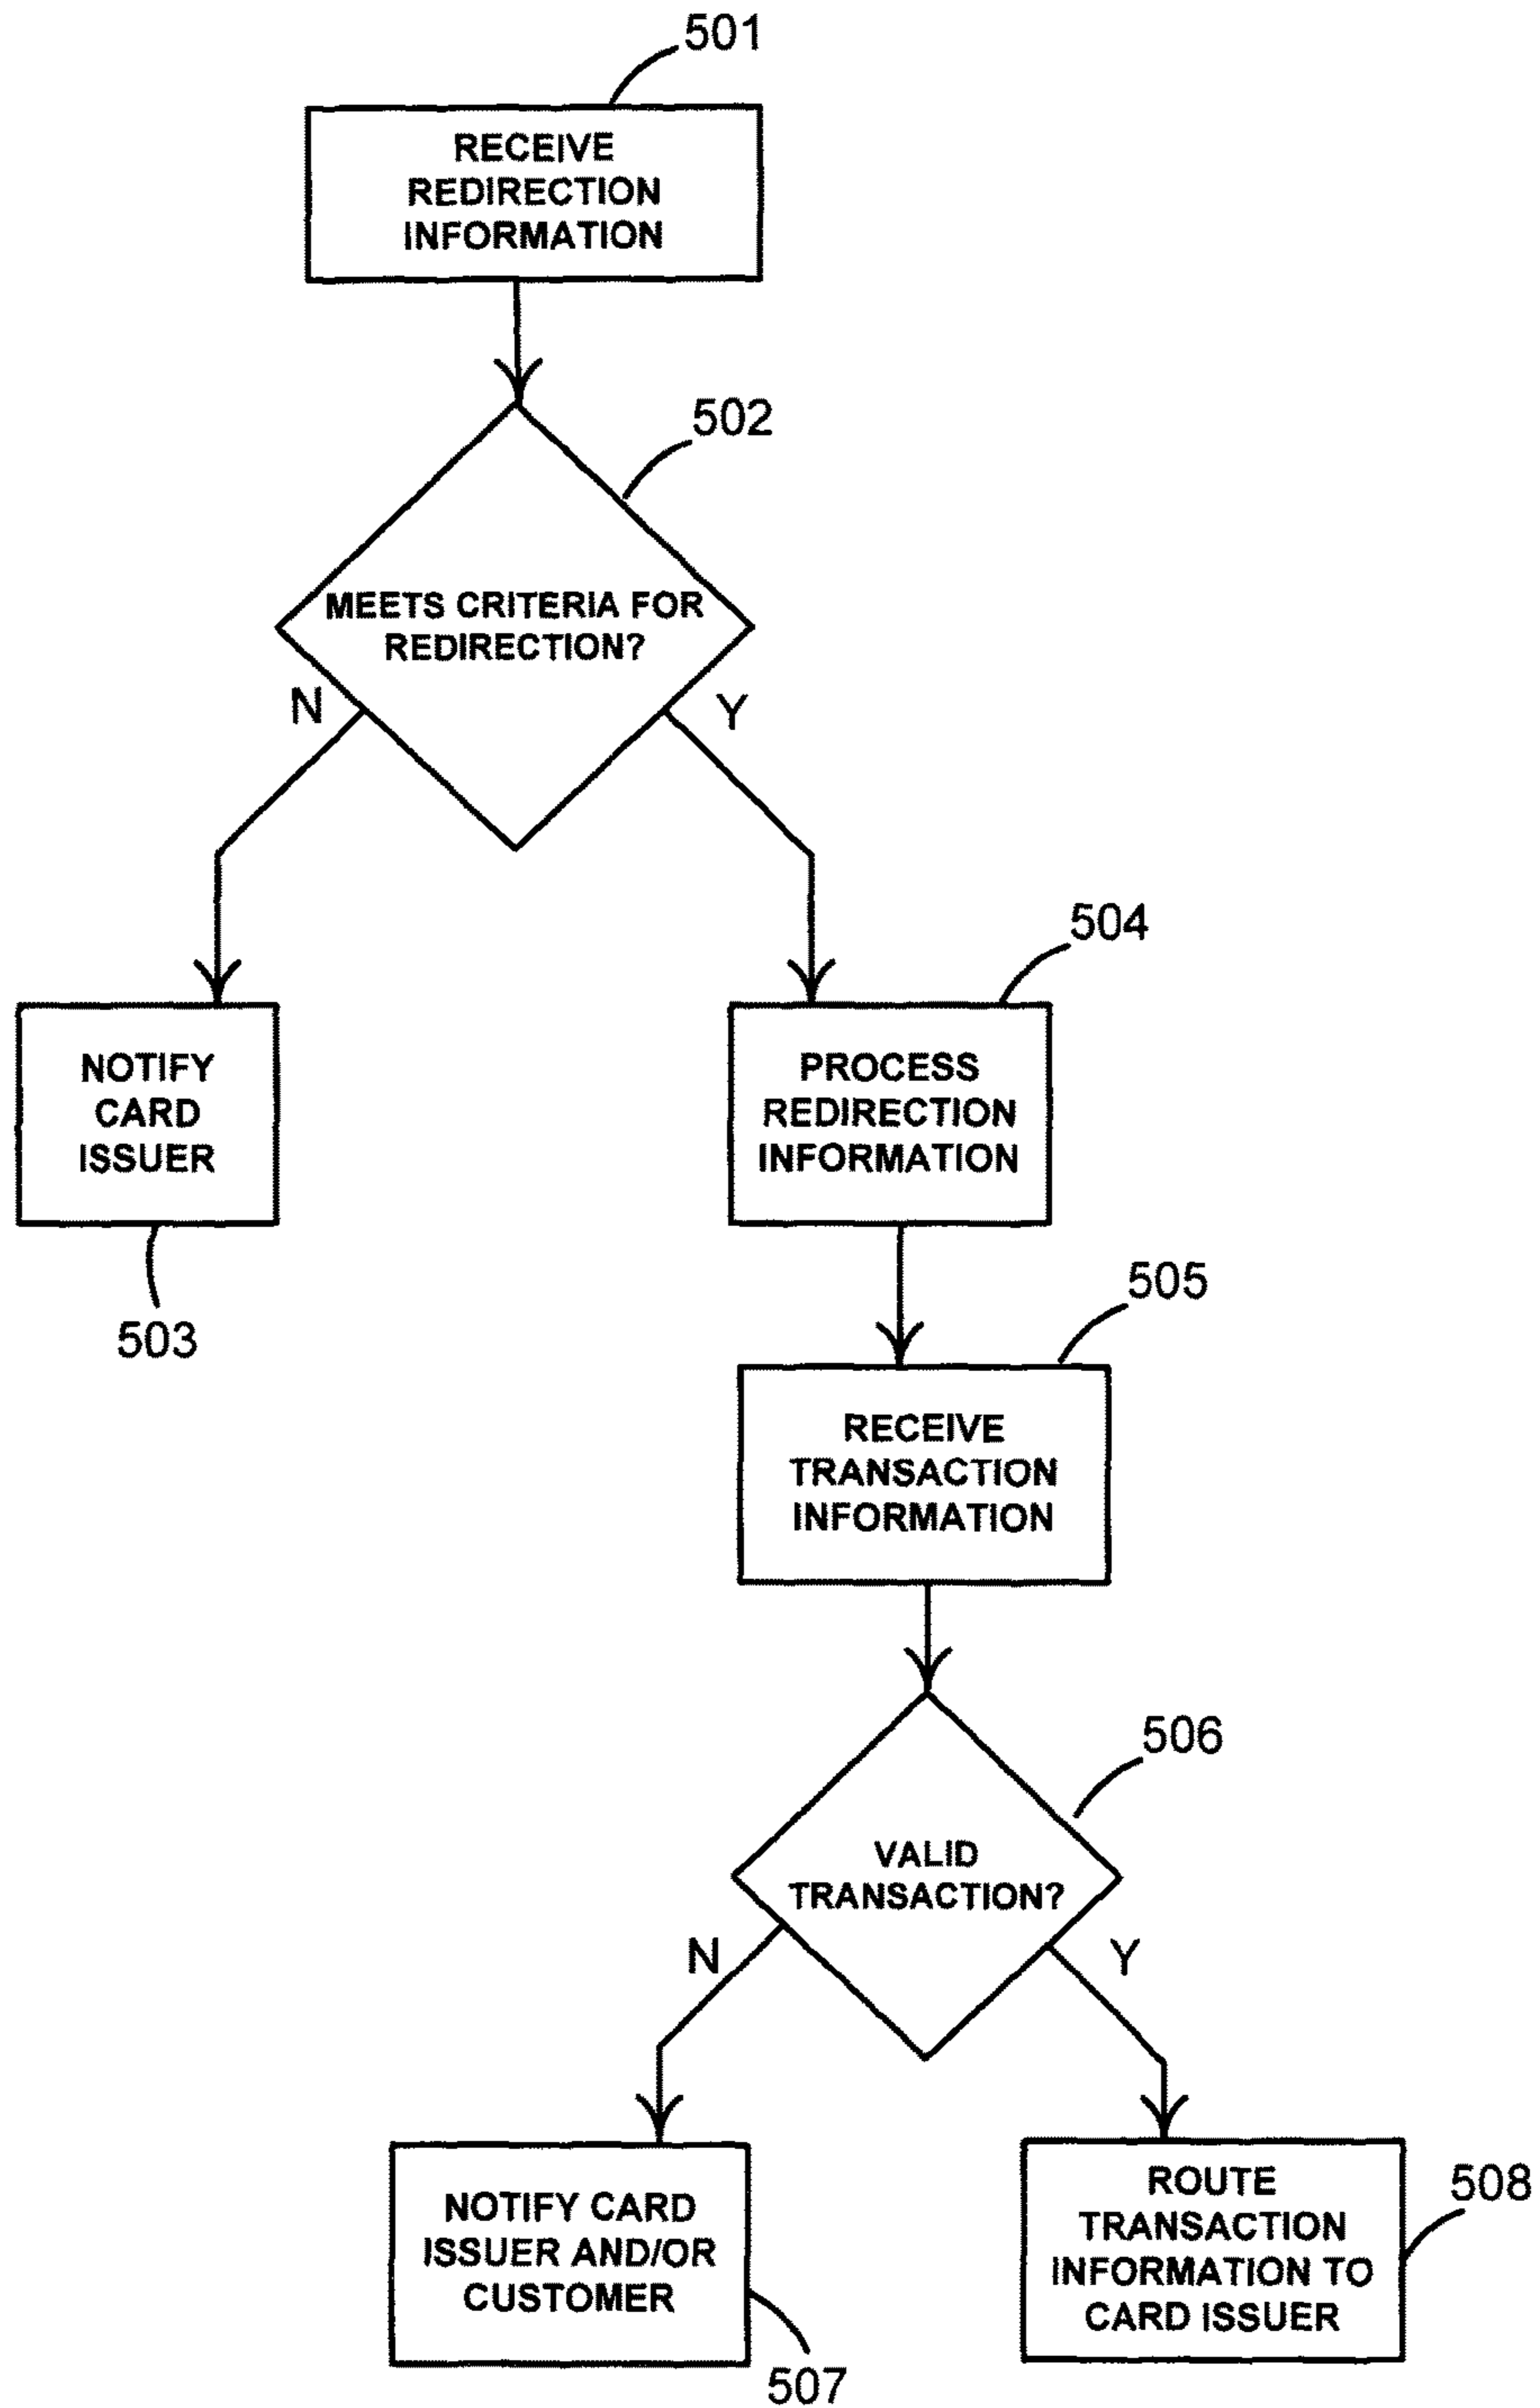 501
RECEIVE
REDIRECTION
INFORMATION
502
MEETS CRITERIA FOR
REDIRECTION?
N
Y
504
NOTIFY
CARD
ISSUER
503
PROCESS
REDIRECTION
INFORMATION
505
RECEIVE
TRANSACTION
INFORMATION
506
VALID
TRANSACTION?
N
Y
NOTIFY CARD
ISSUER AND/OR
CUSTOMER
507
ROUTE
TRANSACTION
INFORMATION TO
CARD ISSUER
508